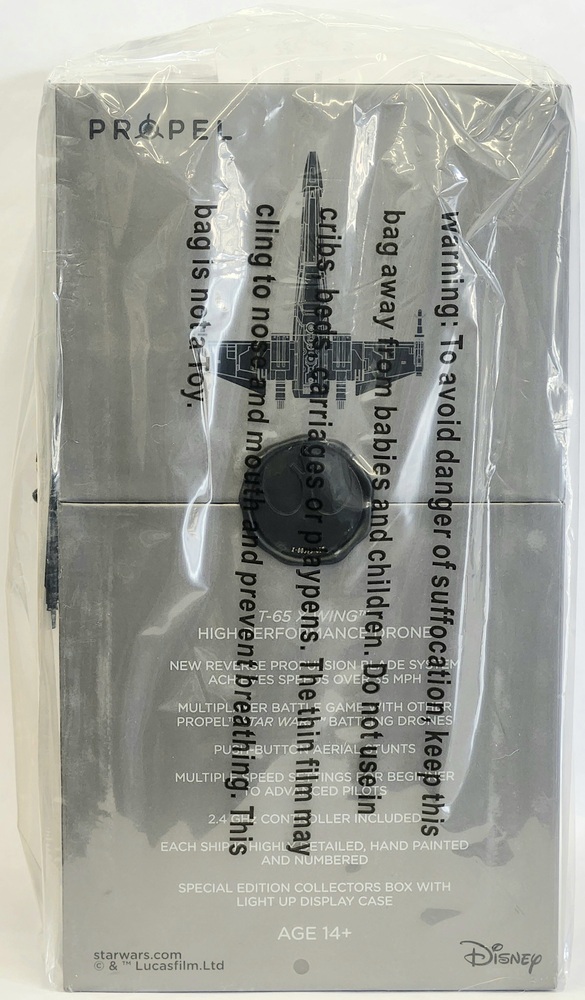 PROPEL
warning: To avoid danger of suffocation, keep this
bag away from babies and children. Do not use in
cribs, bees, carriages or playpens. The thin film may
cling to nose and mouth and prevent breathing. This
bag is not a Toy.
T-65 X-WING™
HIGH PERFORMANCE DRONE
NEW REVERSE PROPULSION BLADE SYSTEM
ACHIEVES SPEEDS OVER 35 MPH
MULTIPLAYER BATTLE GAME WITH OTHER
PROPEL STAR WARS™ BATTLING DRONES
PUSH-BUTTON AERIAL STUNTS
MULTIPLE SPEED SETTINGS FOR BEGINNER
TO ADVANCED PILOTS
2.4 GHz CONTROLLER INCLUDED
EACH SHIP HIGHLY DETAILED, HAND PAINTED
AND NUMBERED
SPECIAL EDITION COLLECTORS BOX WITH
LIGHT UP DISPLAY CASE
AGE 14+
starwars.com
© & ™ Lucasfilm.Ltd
Disney